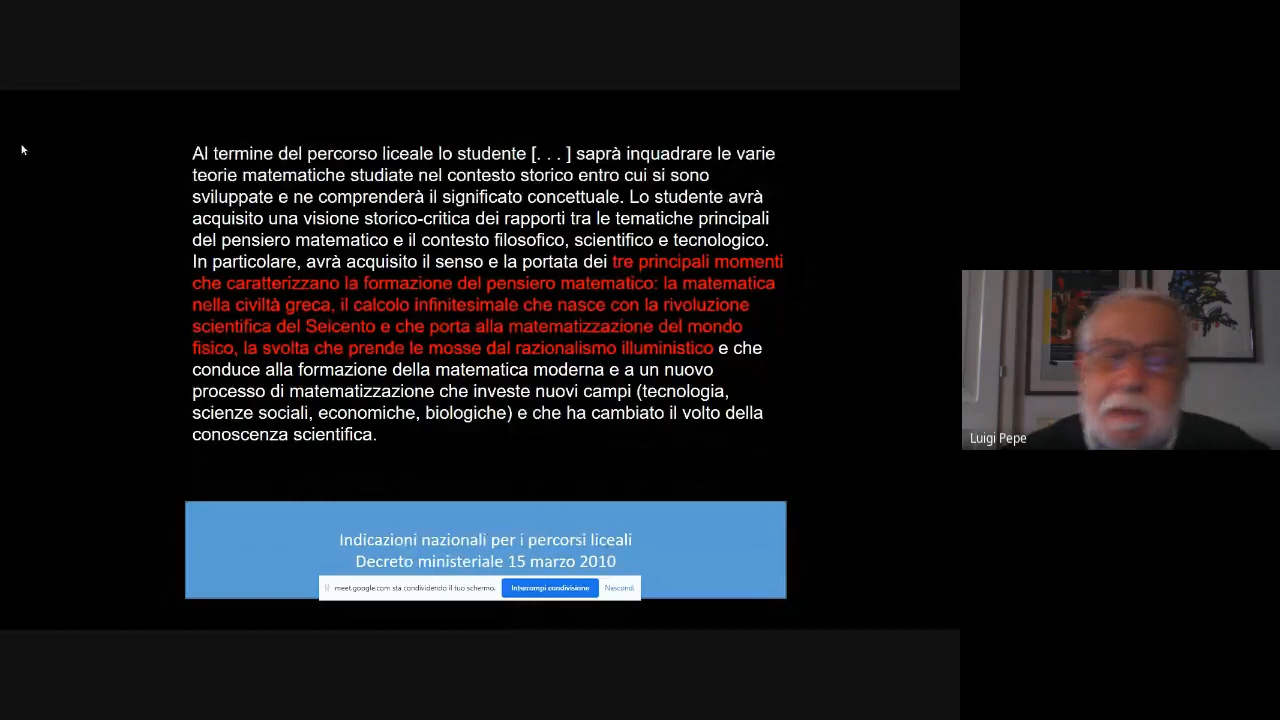 Al termine del percorso liceale lo studente [. . . ] saprà inquadrare le varie
teorie matematiche studiate nel contesto storico entro cui si sono
sviluppate e ne comprenderà il significato concettuale. Lo studente avrà
acquisito una visione storico-critica dei rapporti tra le tematiche principali
del pensiero matematico e il contesto filosofico, scientifico e tecnologico.
In particolare, avrà acquisito il senso e la portata dei tre principali momenti
che caratterizzano la formazione del pensiero matematico: la matematica
nella civiltà greca, il calcolo infinitesimale che nasce con la rivoluzione
scientifica del Seicento e che porta alla matematizzazione del mondo
fisico, la svolta che prende le mosse dal razionalismo illuministico e che
conduce alla formazione della matematica moderna e a un nuovo
processo di matematizzazione che investe nuovi campi (tecnologia,
scienze sociali, economiche, biologiche) e che ha cambiato il volto della
conoscenza scientifica.
Luigi Pepe
Indicazioni nazionali per i percorsi liceali
Decreto ministeriale 15 marzo 2010
meet.google.com sta condividendo il tuo schermo. Interrompi condivisione Nascondi